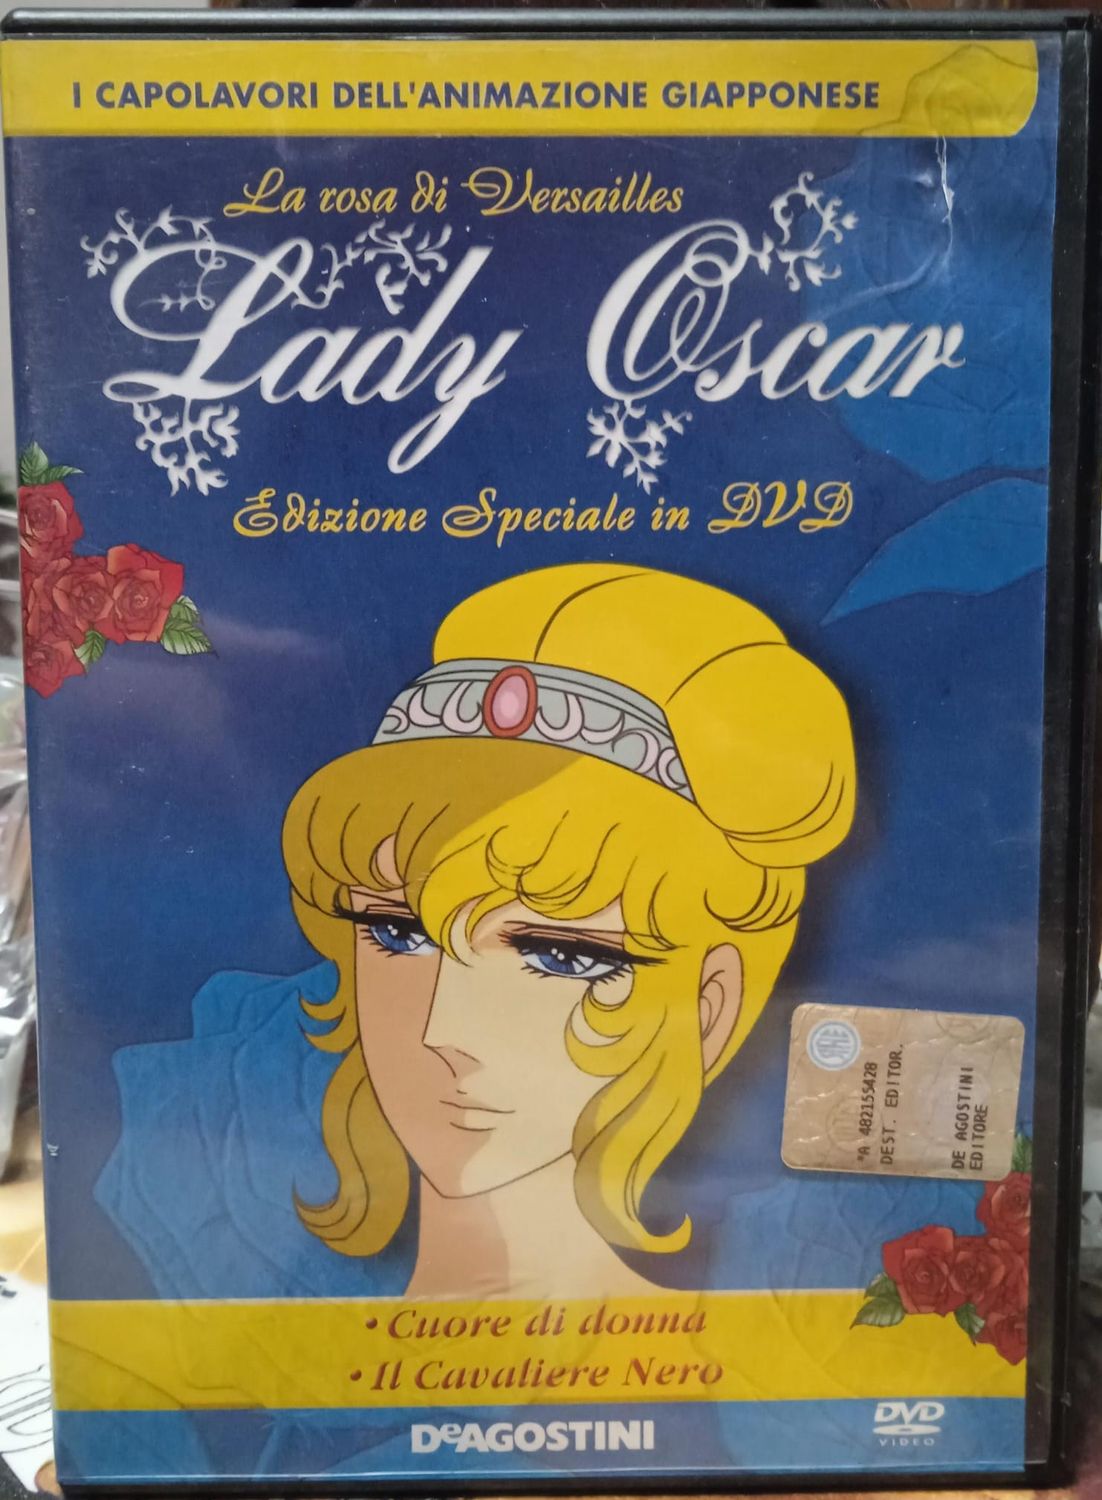 I CAPOLAVORI DELL'ANIMAZIONE GIAPPONESE
La rosa di Versailles
Lady Oscar
Edizione Speciale in DVD
*A 482155428
DEST. EDITOR.
DE AGOSTINI
EDITORE
• Cuore di donna
• Il Cavaliere Nero
DeAGOSTINI
DVD
VIDEO